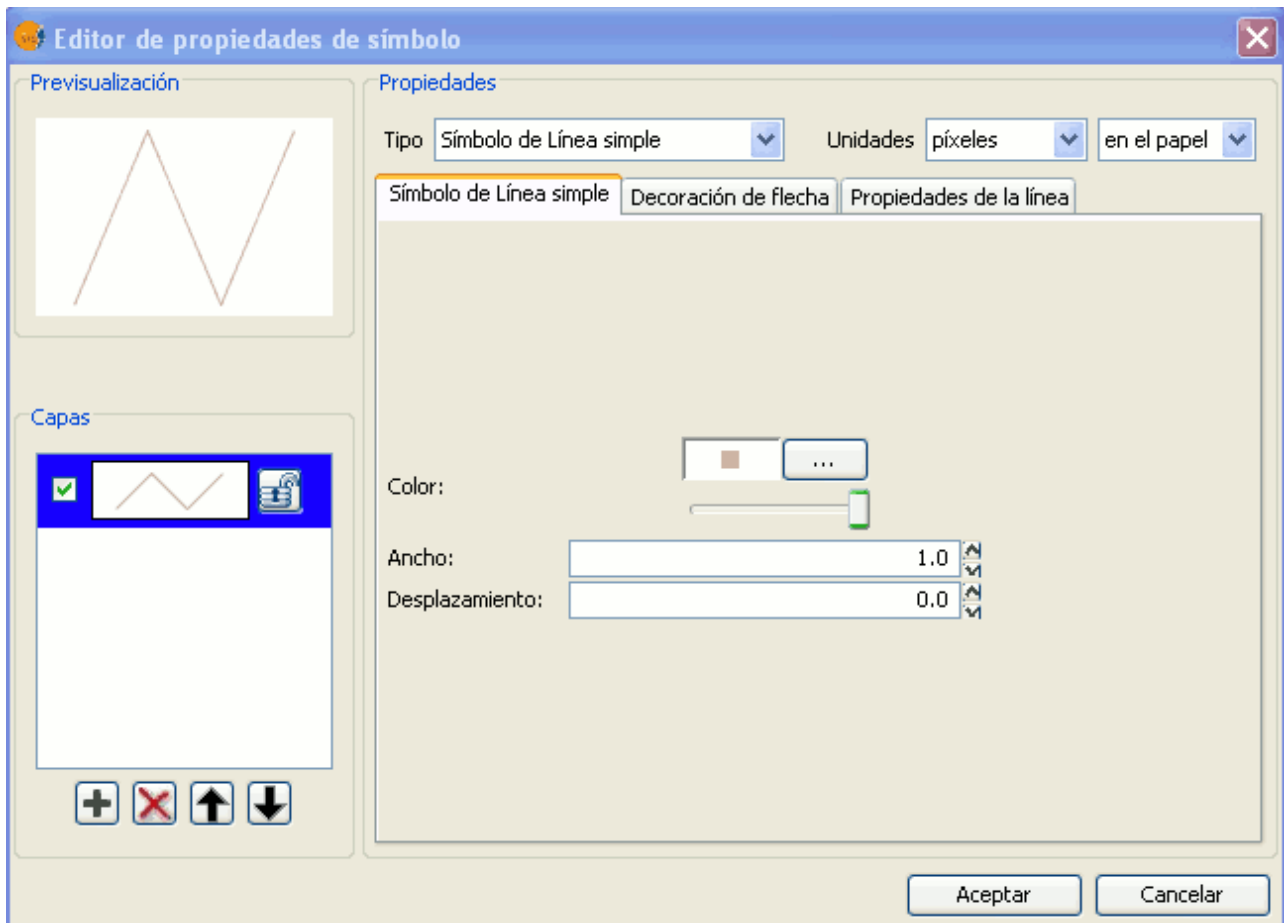 Editor de propiedades de símbolo
Previsualización
Propiedades
Tipo Símbolo de Línea simple Unidades píxeles en el papel
Símbolo de Línea simple Decoración de flecha Propiedades de la línea
Capas
Color: ...
Ancho: 1.0
Desplazamiento: 0.0
Aceptar Cancelar